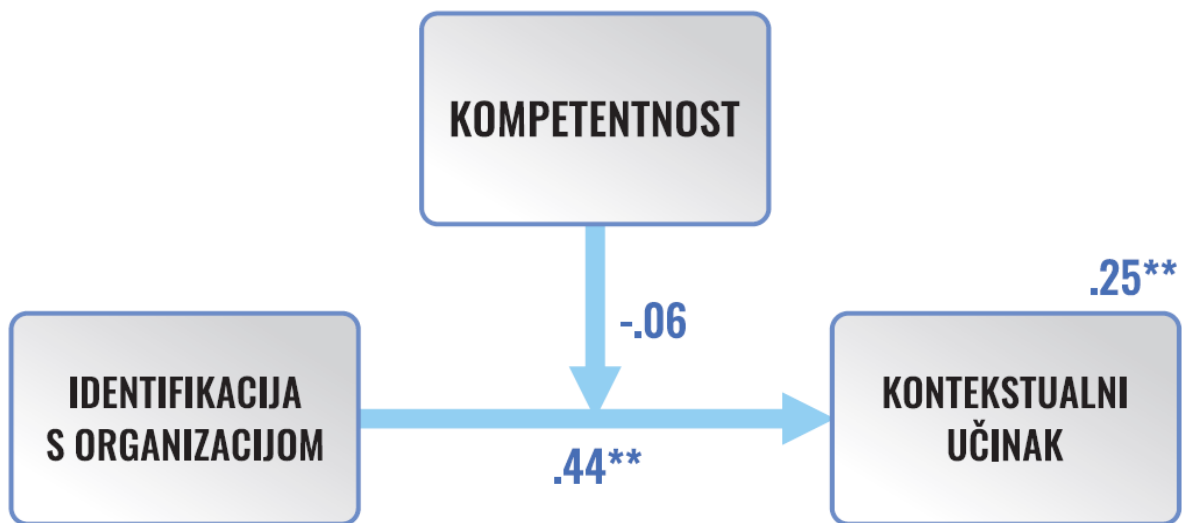 KOMPETENTNOST
.25**
-.06
IDENTIFIKACIJA
S ORGANIZACIJOM
KONTEKSTUALNI
UČINAK
.44**